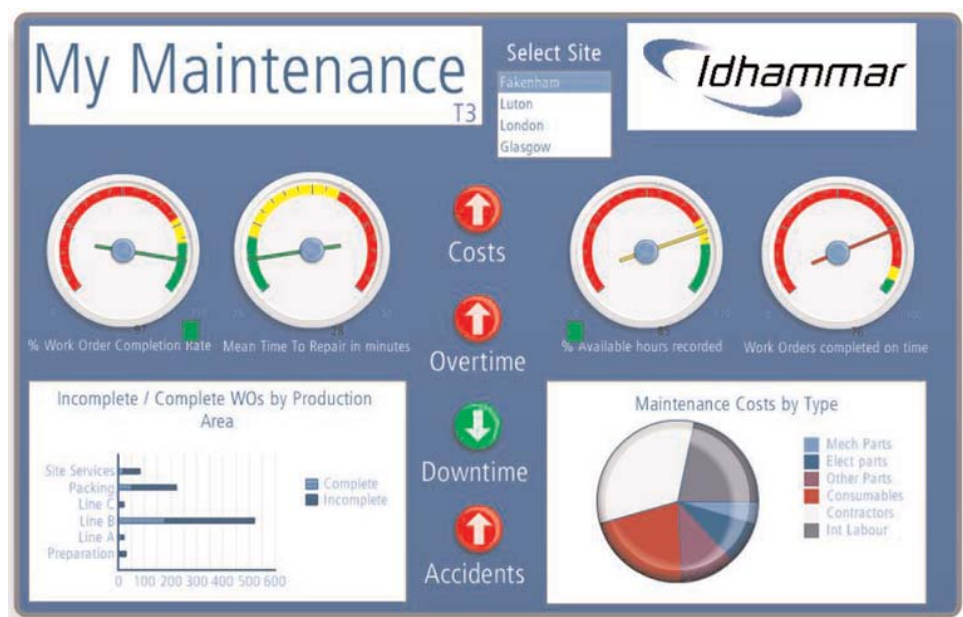 My Maintenance
T3
Select Site
Fakenham
Luton
London
Glasgow
Idhammar
97
% Work Order Completion Rate
Mean Time To Repair in minutes
Costs
% Available hours recorded
Work Orders completed on time
Overtime
Downtime
Accidents
Incomplete / Complete WOs by Production
Area
Site Services
Packing
Line C
Line B
Line A
Preparation
0 100 200 300 400 500 600
Complete
Incomplete
Maintenance Costs by Type
Mech Parts
Elect parts
Other Parts
Consumables
Contractors
Int Labour